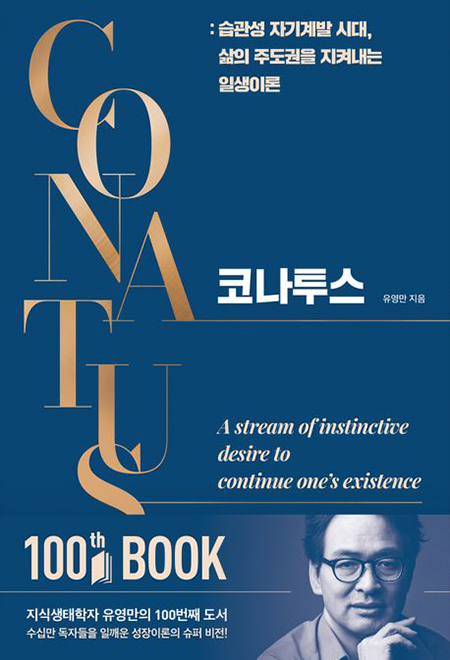 : 습관성 자기계발 시대,
삶의 주도권을 지켜내는
일생이론
CONATUS
코나투스
유영만 지음
A stream of instinctive
desire to
continue one's existence
100th BOOK
지식생태학자 유영만의 100번째 도서
수십만 독자들을 일깨운 성장이론의 슈퍼 비전!